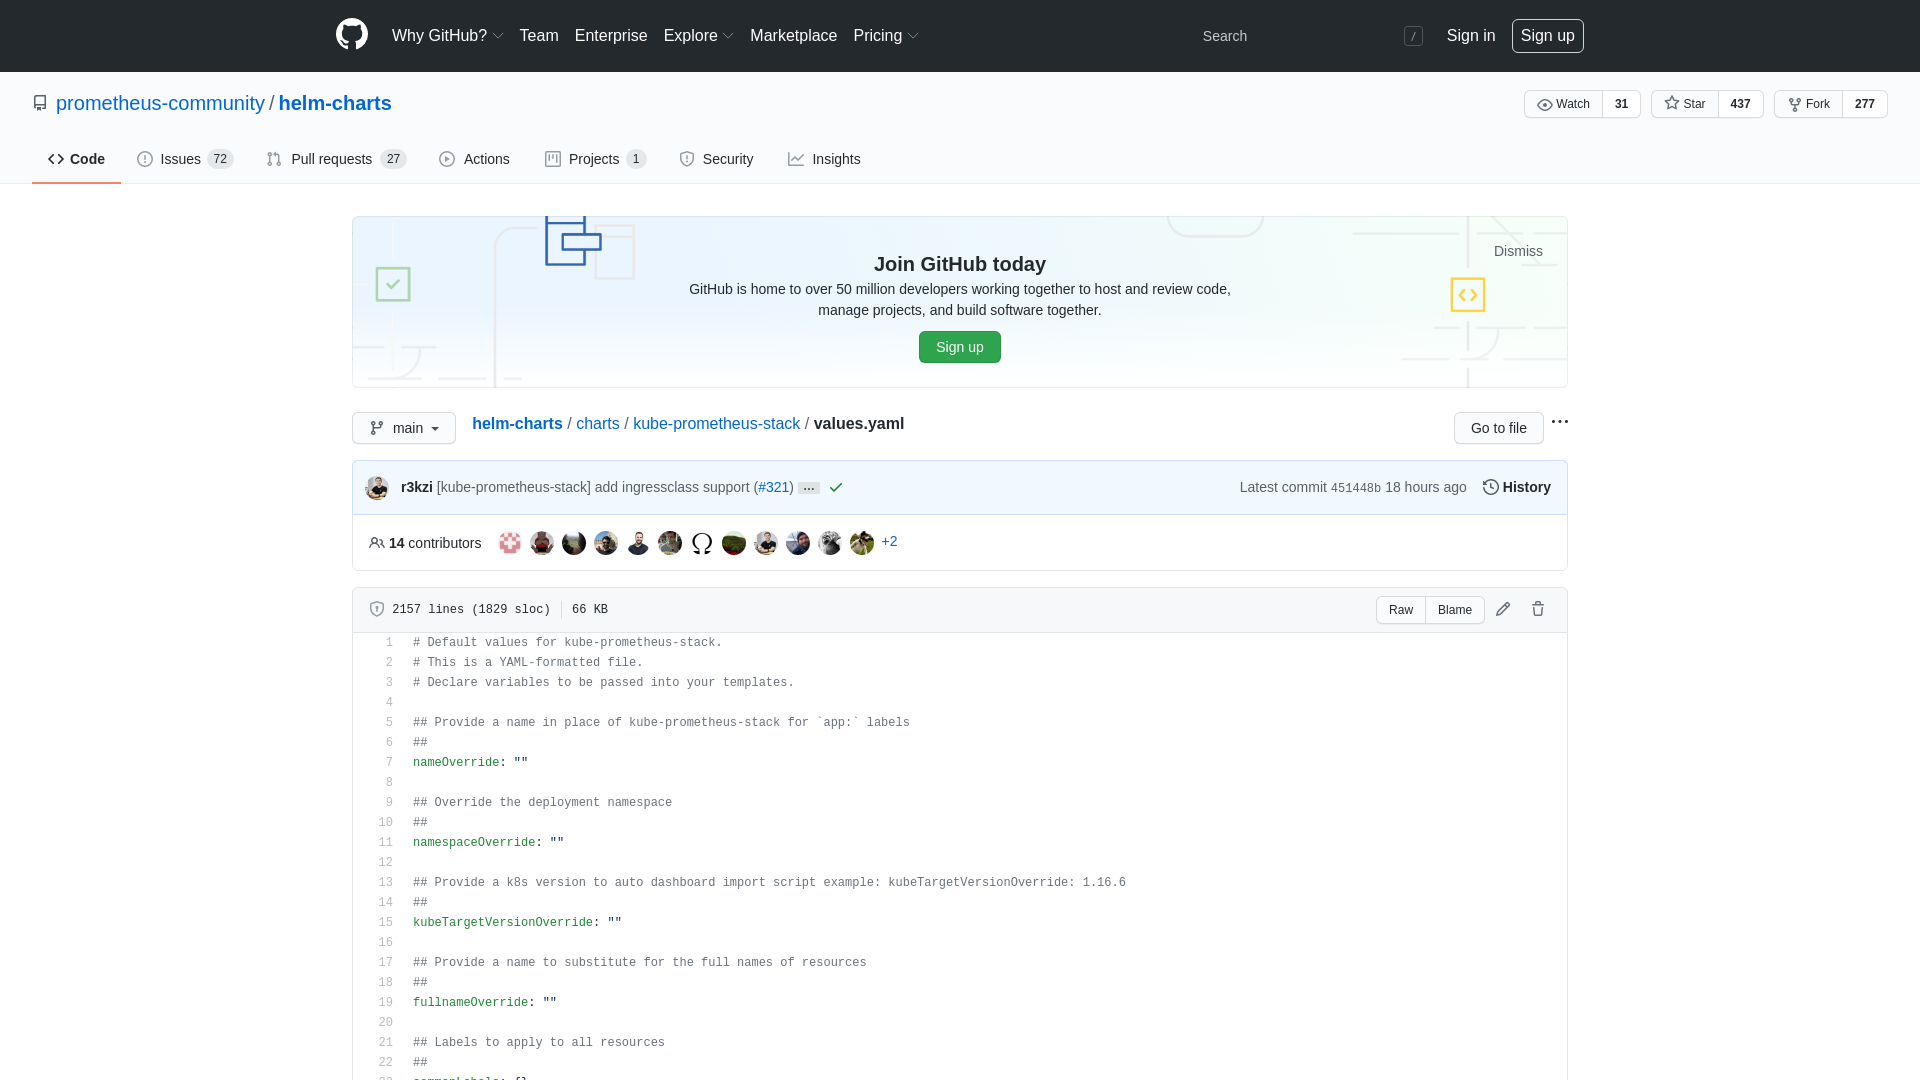 Why GitHub? Team Enterprise Explore Marketplace Pricing Search / Sign in Sign up
prometheus-community / helm-charts
Watch 31 Star 437 Fork 277
Code Issues 72 Pull requests 27 Actions Projects 1 Security Insights
Dismiss
Join GitHub today
GitHub is home to over 50 million developers working together to host and review code,
manage projects, and build software together.
Sign up
main helm-charts / charts / kube-prometheus-stack / values.yaml Go to file
r3kzi [kube-prometheus-stack] add ingressclass support (#321) … Latest commit 451448b 18 hours ago History
14 contributors +2
2157 lines (1829 sloc) 66 KB Raw Blame
1 # Default values for kube-prometheus-stack.
2 # This is a YAML-formatted file.
3 # Declare variables to be passed into your templates.
4
5 ## Provide a name in place of kube-prometheus-stack for `app:` labels
6 ##
7 nameOverride: ""
8
9 ## Override the deployment namespace
10 ##
11 namespaceOverride: ""
12
13 ## Provide a k8s version to auto dashboard import script example: kubeTargetVersionOverride: 1.16.6
14 ##
15 kubeTargetVersionOverride: ""
16
17 ## Provide a name to substitute for the full names of resources
18 ##
19 fullnameOverride: ""
20
21 ## Labels to apply to all resources
22 ##
23 commonLabels: {}